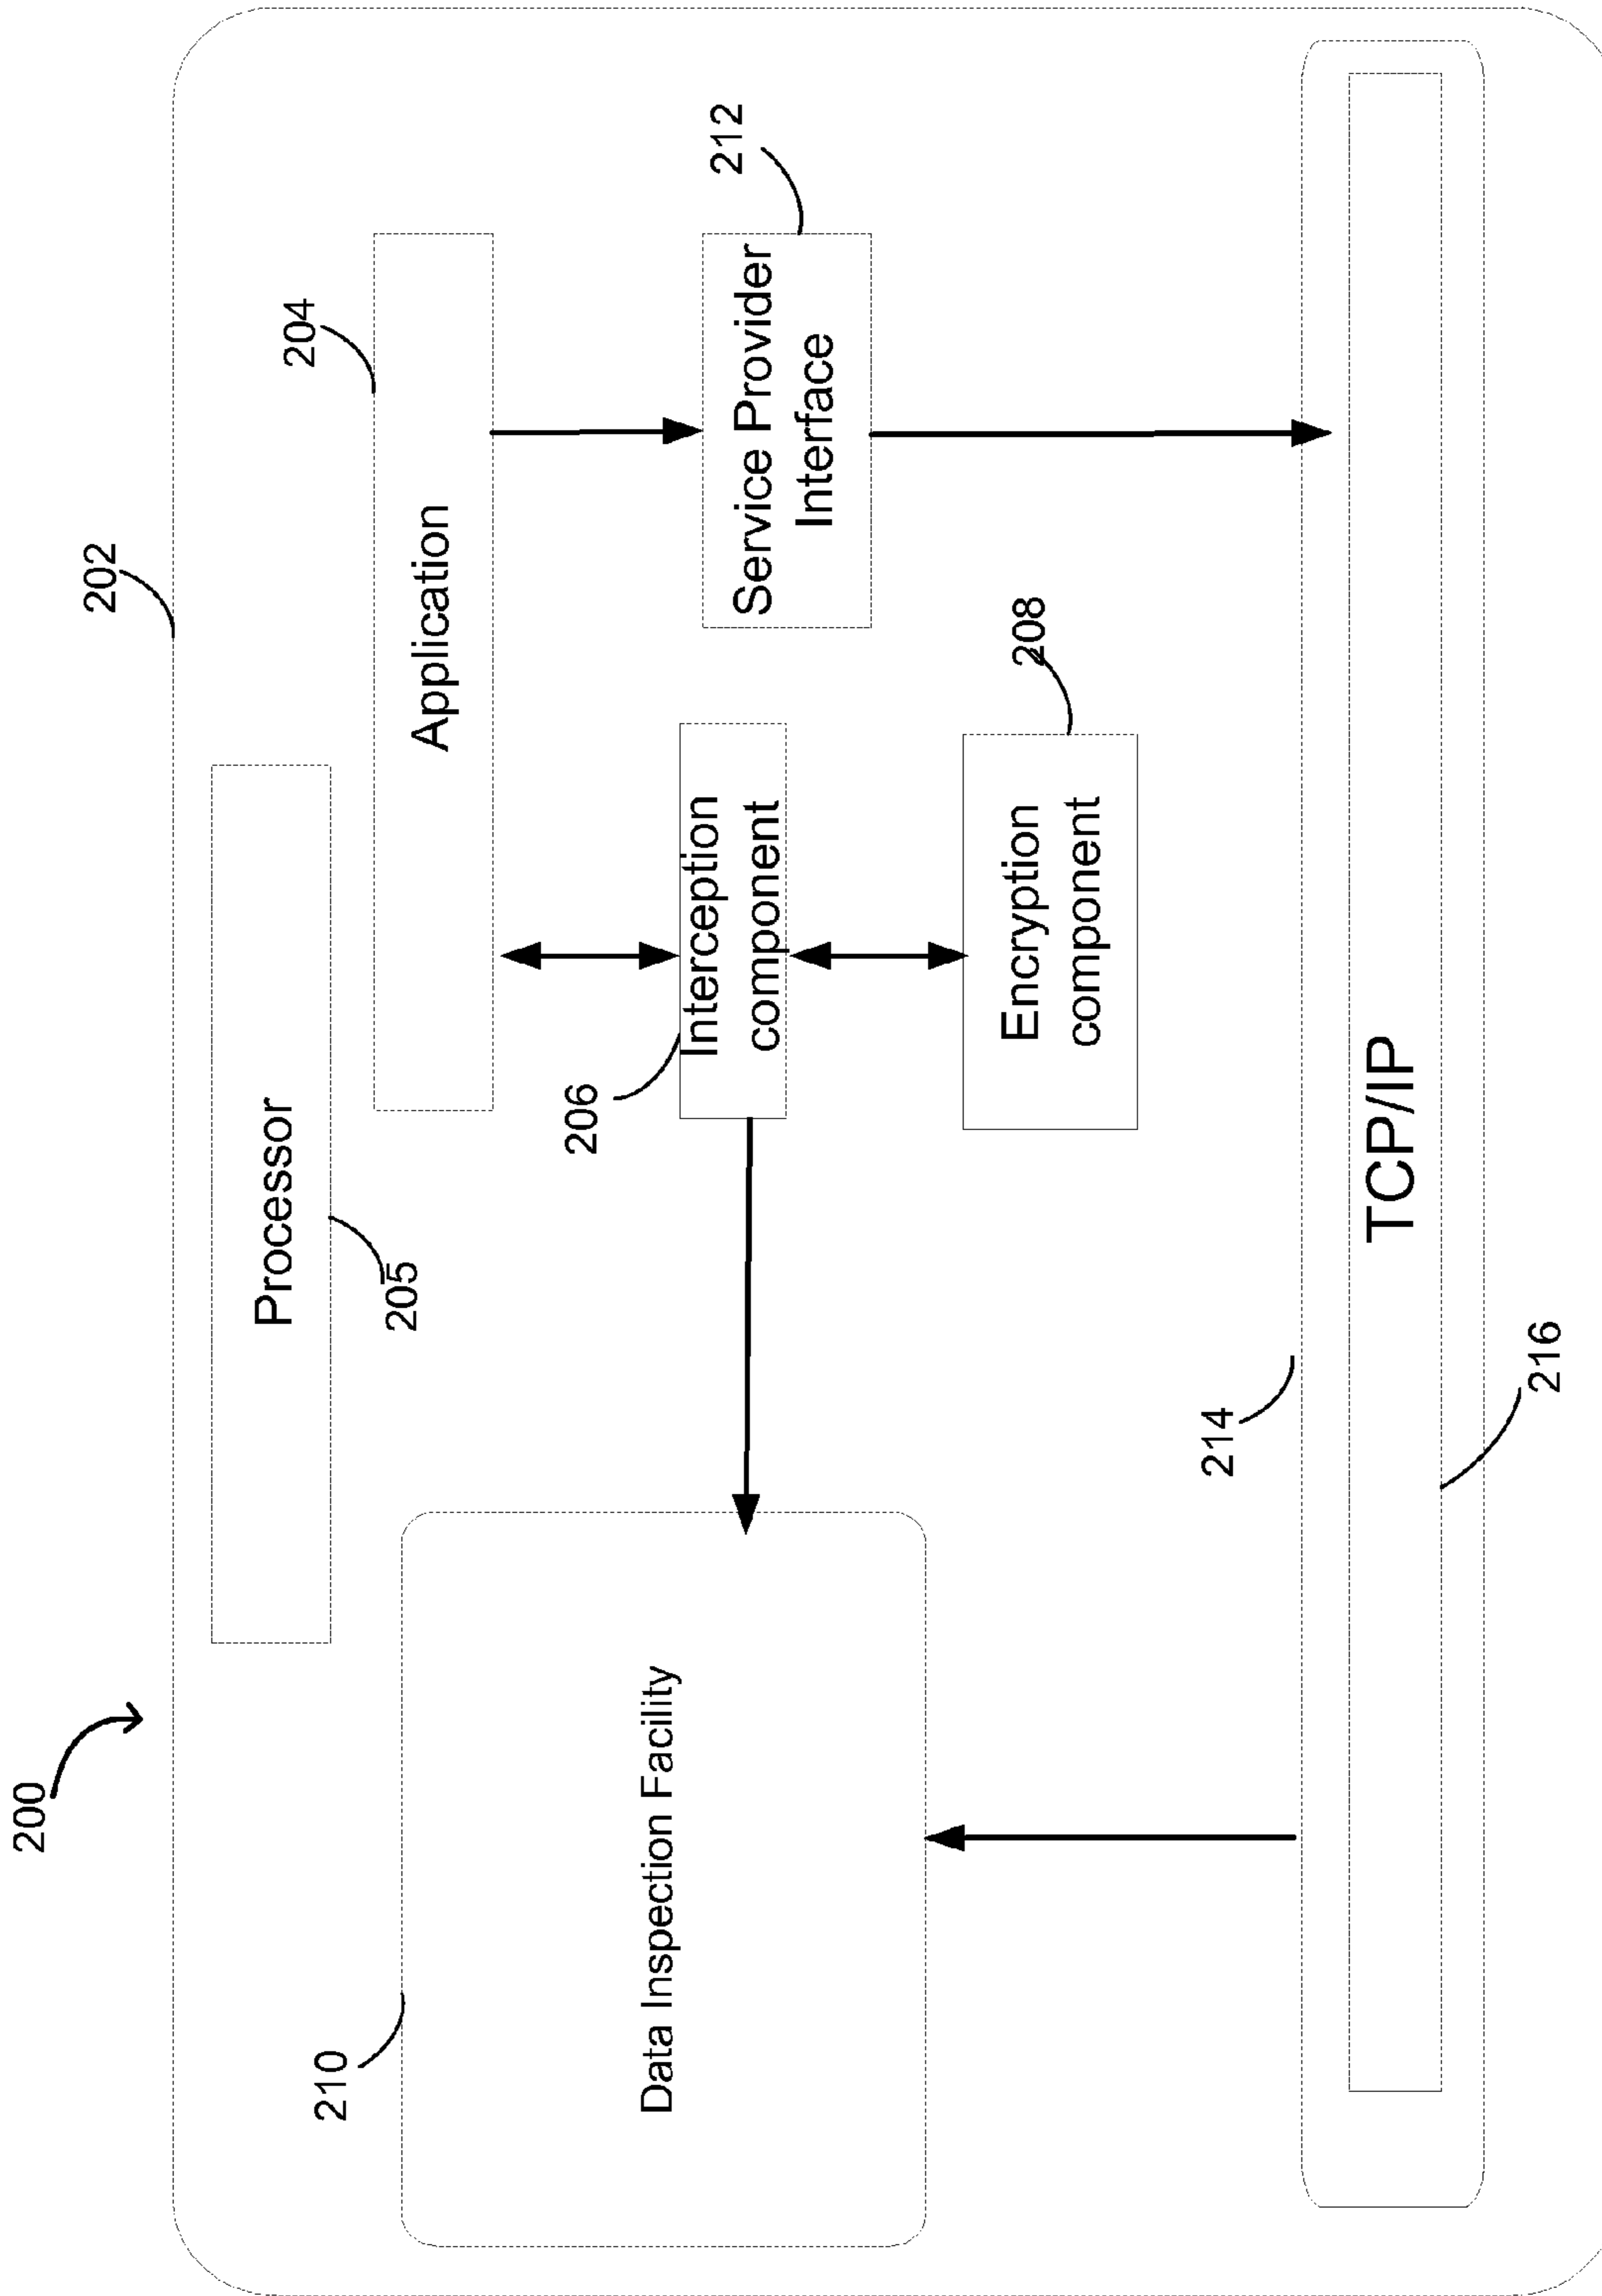 200
202
Processor
205
204
Application
206
Interception
component
212
Service Provider
Interface
208
Encryption
component
210
Data Inspection Facility
214
TCP/IP
216